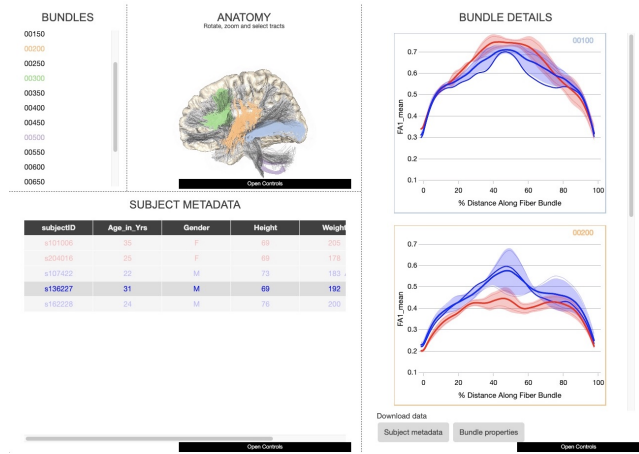 BUNDLES
00150
00200
00250
00300
00350
00400
00450
00500
00550
00600
00650
ANATOMY
Rotate, zoom and select tracts
Open Controls
SUBJECT METADATA
subjectID Age_in_Yrs Gender Height Weight
s101006 35 F 69 205
s204016 25 F 69 178
s107422 22 M 73 183
s136227 31 M 69 192
s162228 24 M 76 200
Open Controls
BUNDLE DETAILS
00100
0.7
0.6
0.5
0.4
0.3
0.2
0.1
FA1_mean
0 20 40 60 80 100
% Distance Along Fiber Bundle
00200
0.7
0.6
0.5
0.4
0.3
0.2
0.1
FA1_mean
0 20 40 60 80 100
% Distance Along Fiber Bundle
Download data
Subject metadata Bundle properties
Open Controls